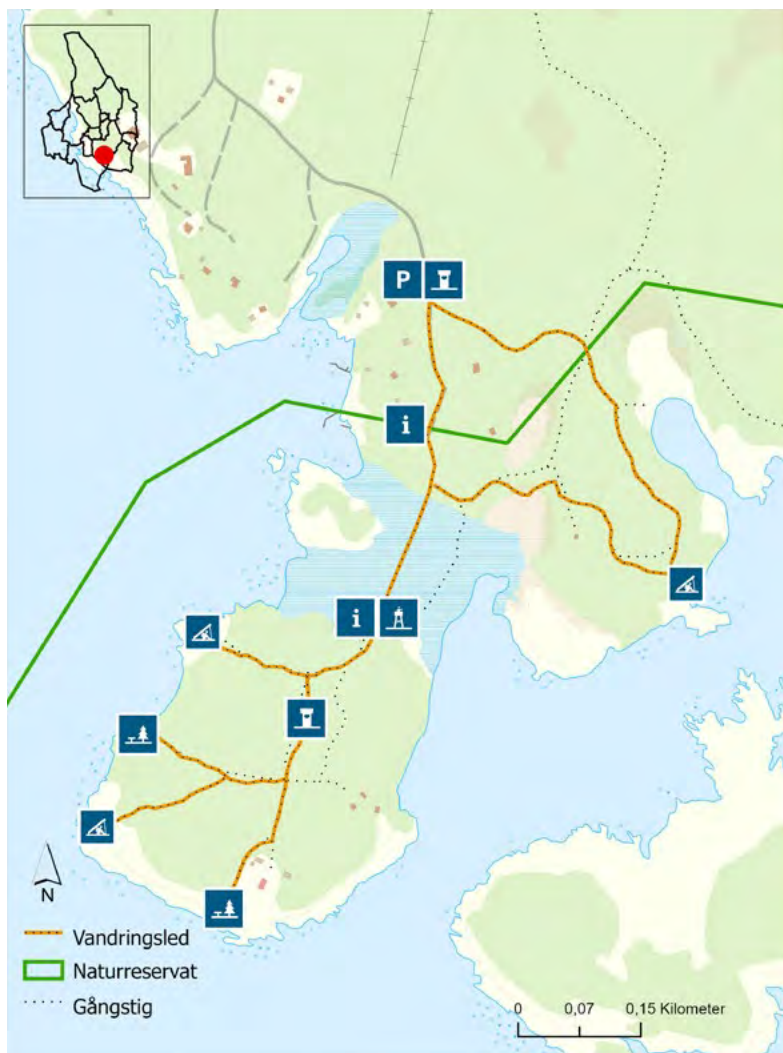 P
i
i
N
Vandringsled
Naturreservat
Gångstig
0 0,07 0,15 Kilometer